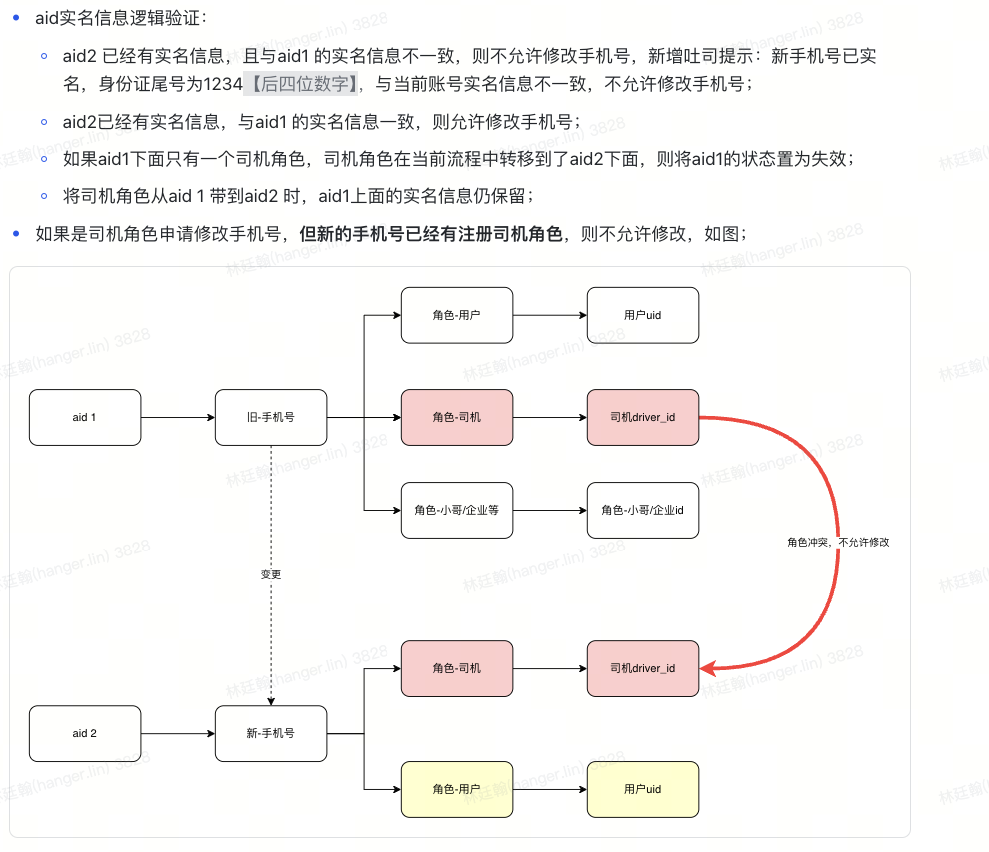 aid实名信息逻辑验证：
aid2 已经有实名信息，且与aid1 的实名信息不一致，则不允许修改手机号，新增吐司提示：新手机号已实
名，身份证尾号为1234【后四位数字】，与当前账号实名信息不一致，不允许修改手机号；
aid2已经有实名信息，与aid1 的实名信息一致，则允许修改手机号；
如果aid1下面只有一个司机角色，司机角色在当前流程中转移到了aid2下面，则将aid1的状态置为失效；
将司机角色从aid 1 带到aid2 时，aid1上面的实名信息仍保留；
如果是司机角色申请修改手机号，但新的手机号已经有注册司机角色，则不允许修改，如图；
角色-用户
用户uid
aid 1
旧-手机号
角色-司机
司机driver_id
角色-小哥/企业等
角色-小哥/企业id
角色冲突，不允许修改
变更
角色-司机
司机driver_id
aid 2
新-手机号
角色-用户
用户uid
林廷翰(hanger.lin) 3828